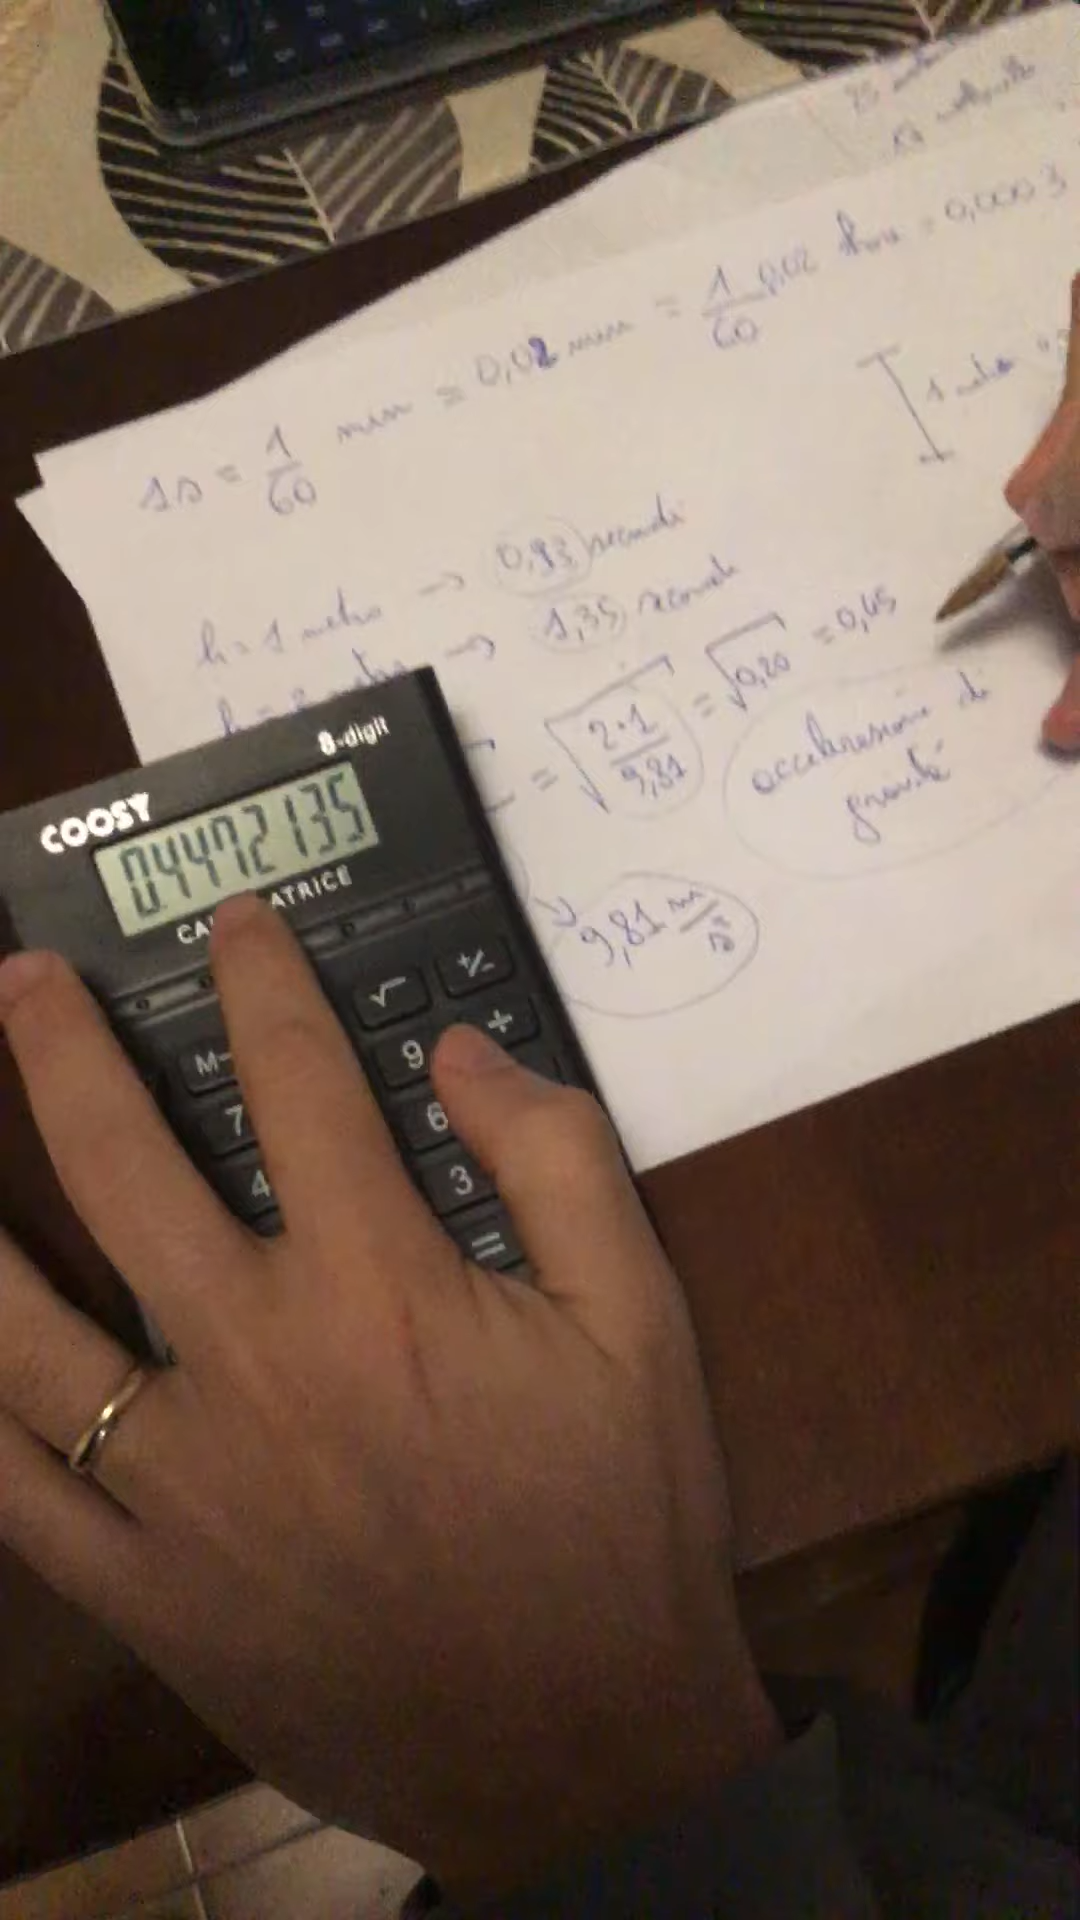 1s = 1/60 min = 0,02 min = 1/60 0,02 = 0,0003
1 metro
h = 1 metro → 0,93 secondi
→ 1,35 secondi
= √(2·1/9,81) = √0,20 = 0,45
accelerazione di
gravità
9,81 m/s²
8-digit
COOSY
0.4472135
√ +/-
M- 9 ÷
7 6
4 3
=